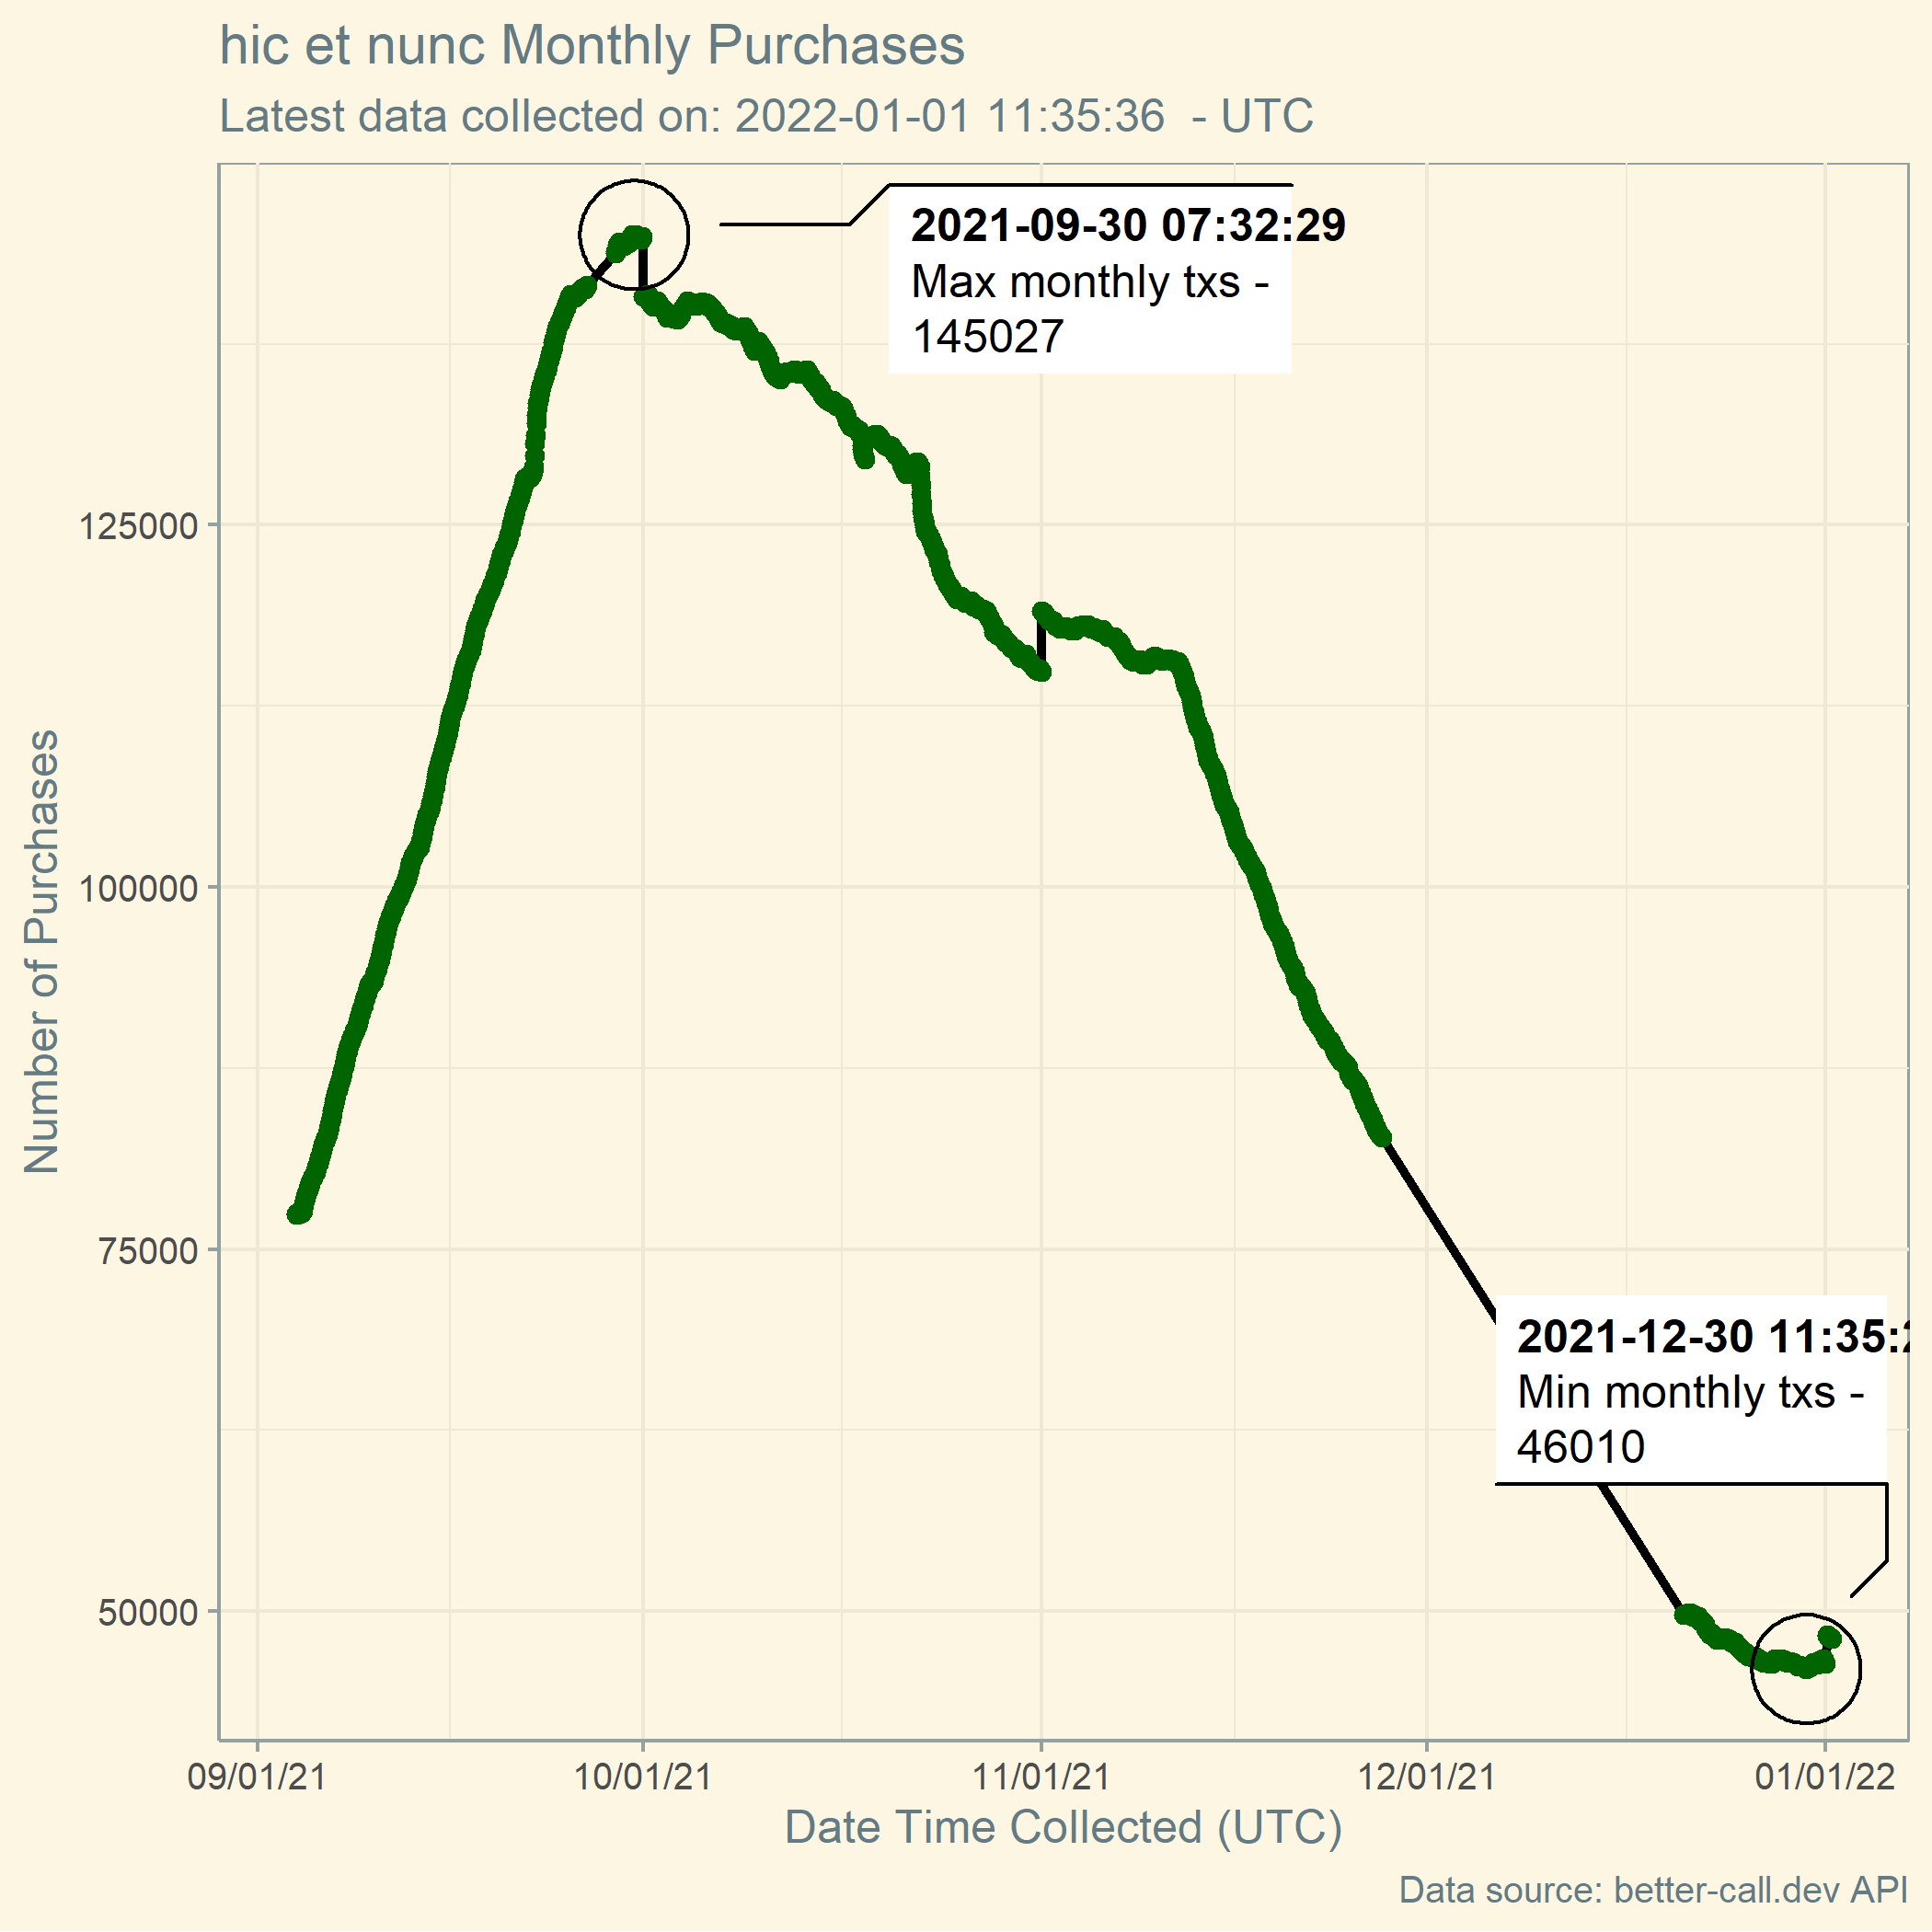 hic et nunc Monthly Purchases
Latest data collected on: 2022-01-01 11:35:36 - UTC
2021-09-30 07:32:29
Max monthly txs -
145027
125000
100000
75000
50000
Number of Purchases
2021-12-30 11:35:
Min monthly txs -
46010
09/01/21 10/01/21 11/01/21 12/01/21 01/01/22
Date Time Collected (UTC)
Data source: better-call.dev API